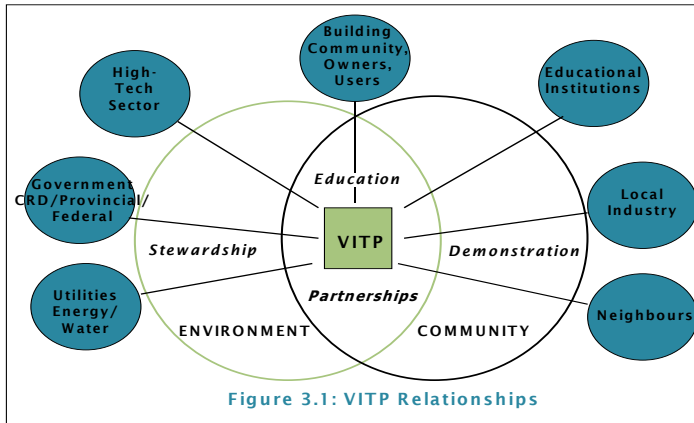 Building
Community,
Owners,
Users
High-
Tech
Sector
Educational
Institutions
Education
Government
CRD/Provincial/
Federal
Local
Industry
Stewardship
VITP
Demonstration
Partnerships
Utilities
Energy/
Water
Neighbours
ENVIRONMENT
COMMUNITY
Figure 3.1: VITP Relationships